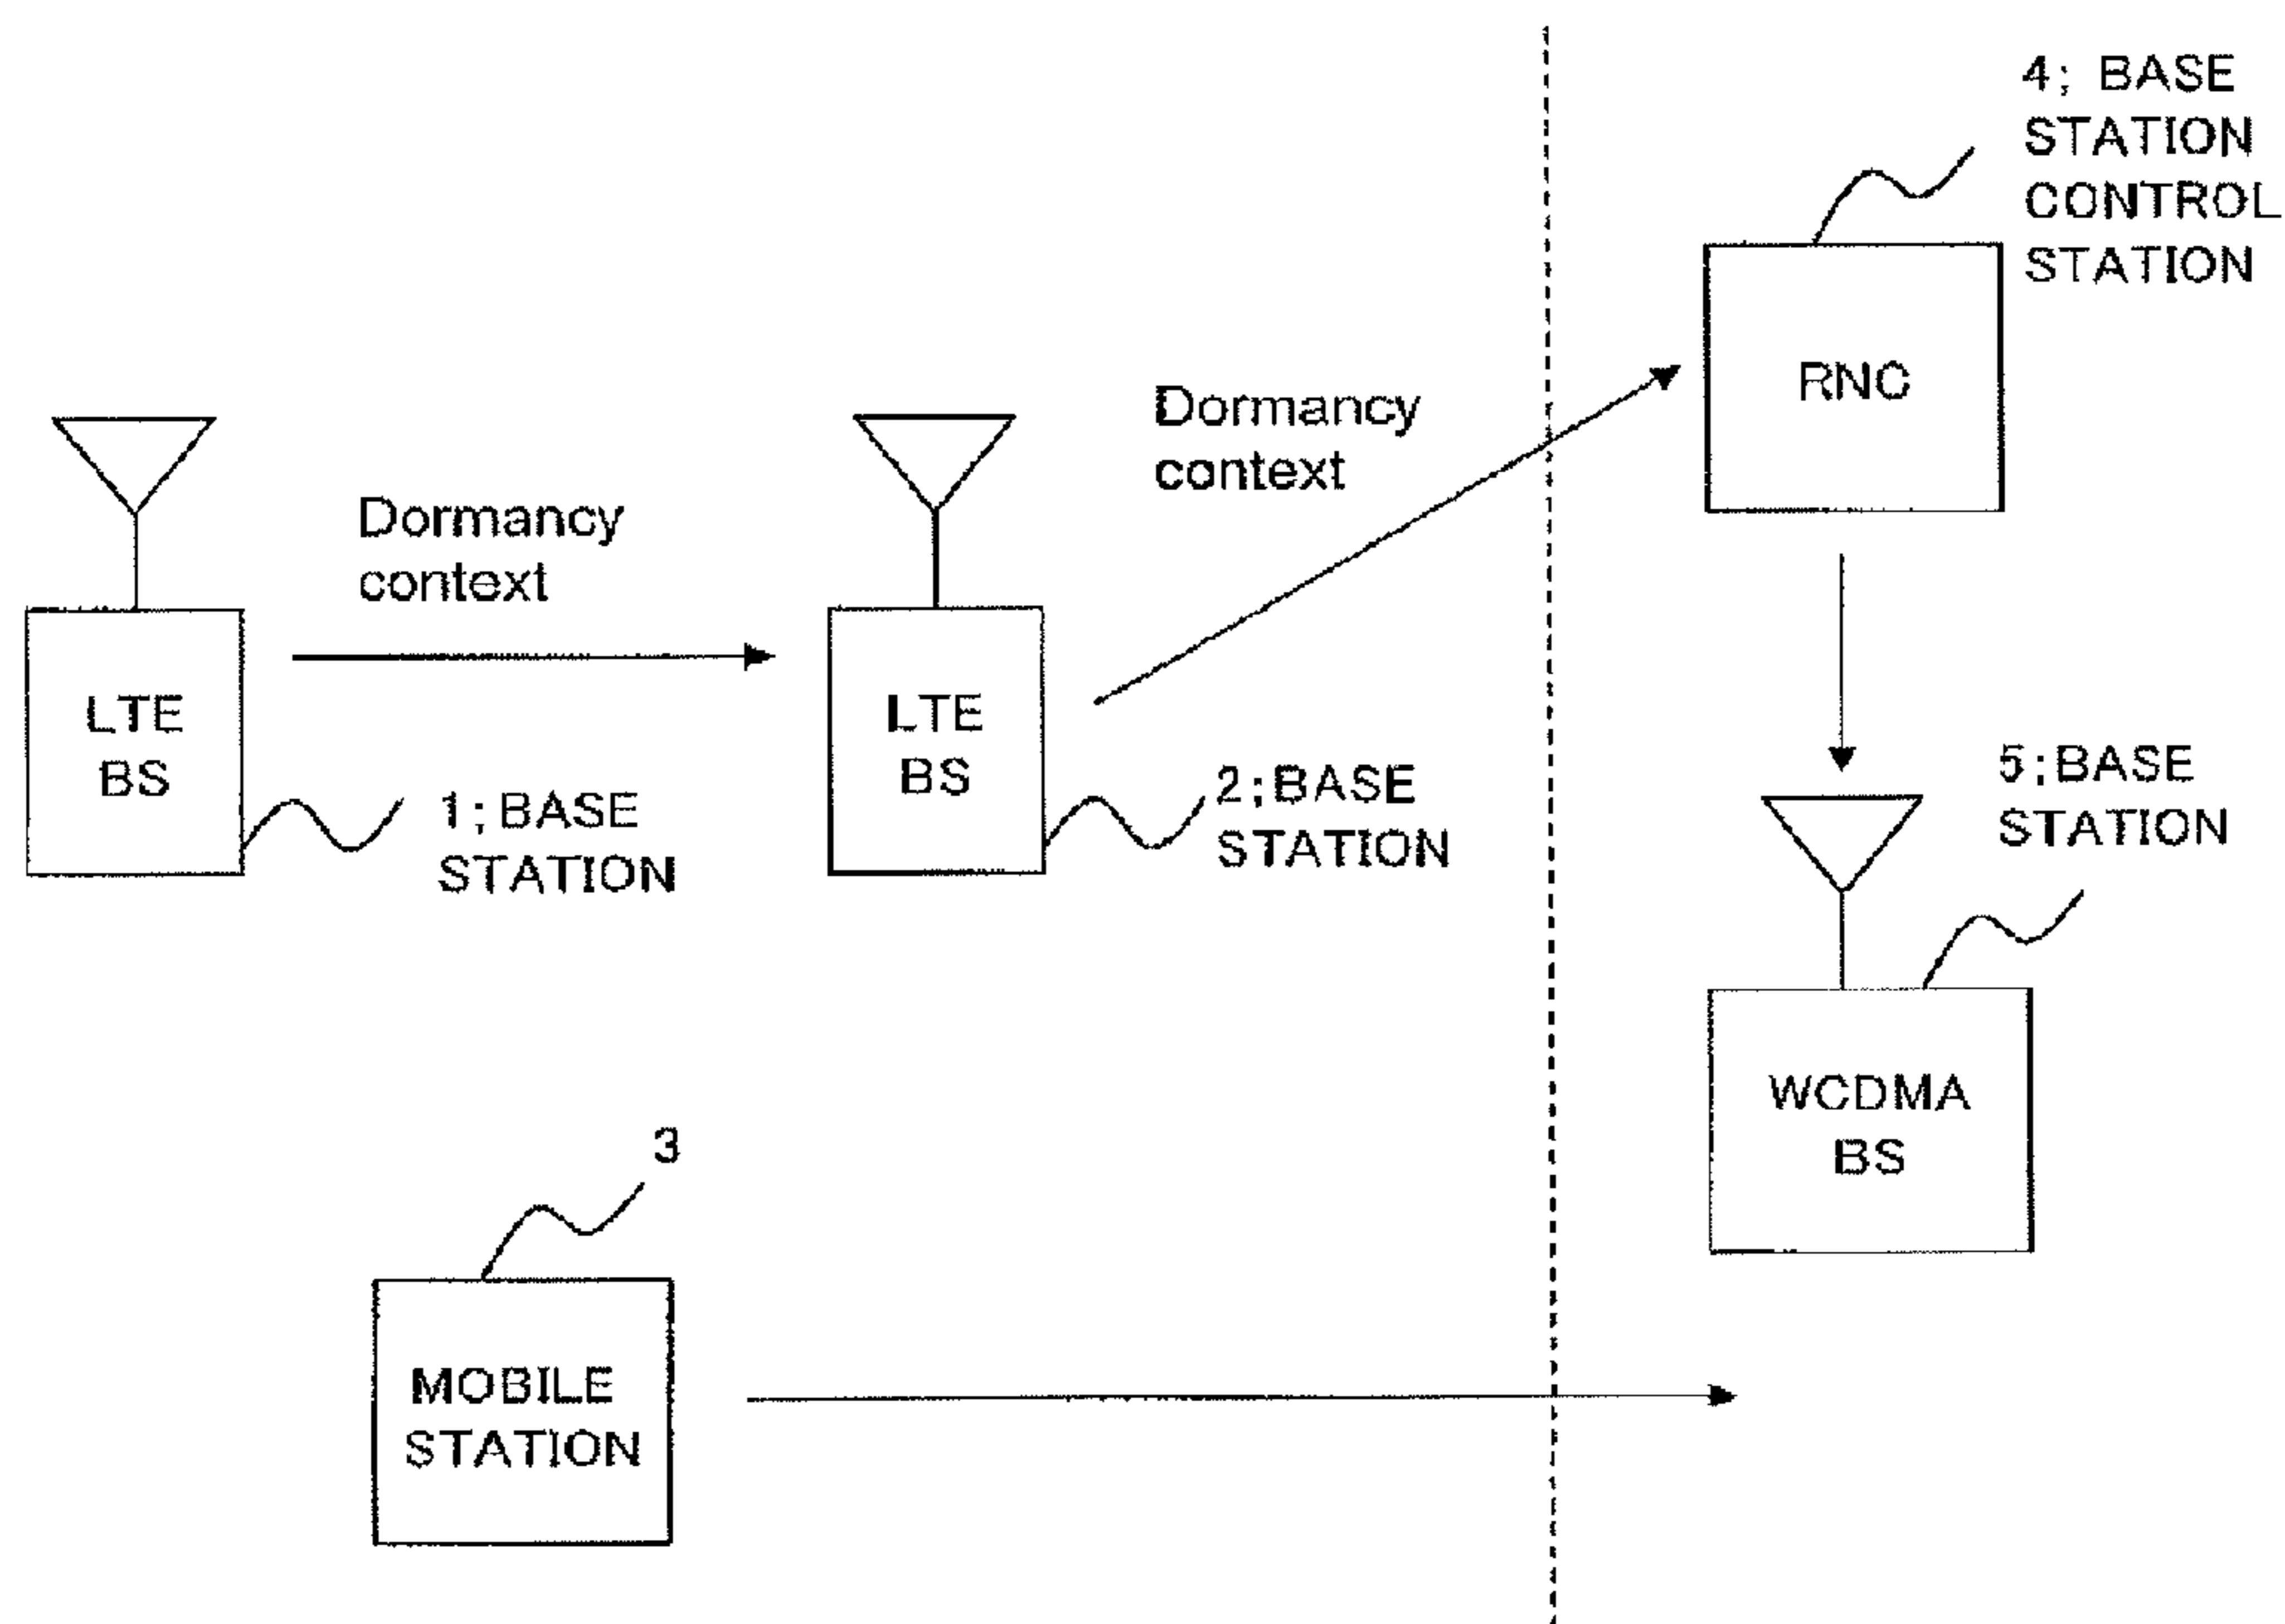 4; BASE
STATION
CONTROL
STATION
RNC
Dormancy
context
Dormancy
context
LTE
BS
1;BASE
STATION
LTE
BS
2;BASE
STATION
5;BASE
STATION
WCDMA
BS
3
MOBILE
STATION